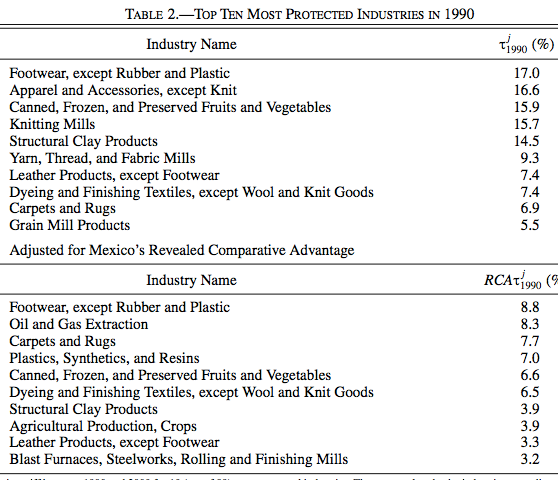 TABLE 2.—TOP TEN MOST PROTECTED INDUSTRIES IN 1990
Industry Name τ^j_1990 (%)
Footwear, except Rubber and Plastic 17.0
Apparel and Accessories, except Knit 16.6
Canned, Frozen, and Preserved Fruits and Vegetables 15.9
Knitting Mills 15.7
Structural Clay Products 14.5
Yarn, Thread, and Fabric Mills 9.3
Leather Products, except Footwear 7.4
Dyeing and Finishing Textiles, except Wool and Knit Goods 7.4
Carpets and Rugs 6.9
Grain Mill Products 5.5
Adjusted for Mexico's Revealed Comparative Advantage
Industry Name RCAτ^j_1990 (%
Footwear, except Rubber and Plastic 8.8
Oil and Gas Extraction 8.3
Carpets and Rugs 7.7
Plastics, Synthetics, and Resins 7.0
Canned, Frozen, and Preserved Fruits and Vegetables 6.6
Dyeing and Finishing Textiles, except Wool and Knit Goods 6.5
Structural Clay Products 3.9
Agricultural Production, Crops 3.9
Leather Products, except Footwear 3.3
Blast Furnaces, Steelworks, Rolling and Finishing Mills 3.2